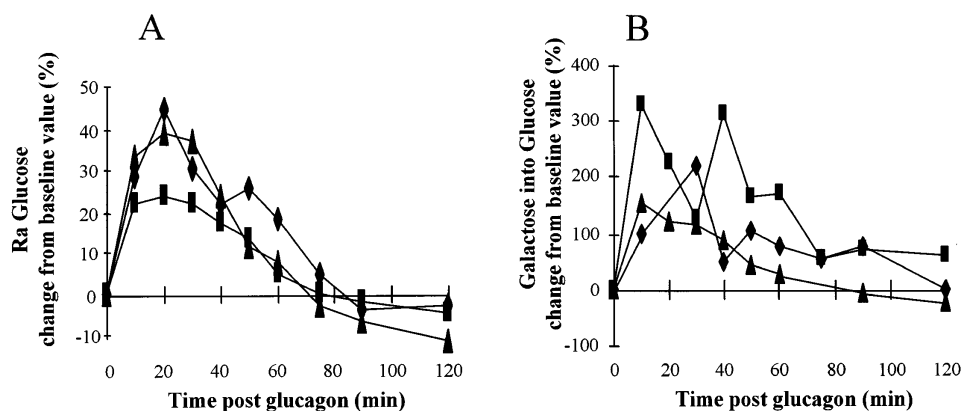 A
Ra Glucose
change from baseline value (%)
50
40
30
20
10
0
-10
0 20 40 60 80 100 120
Time post glucagon (min)
B
Galactose into Glucose
change from baseline value (%)
400
300
200
100
0
-100
0 20 40 60 80 100 120
Time post glucagon (min)